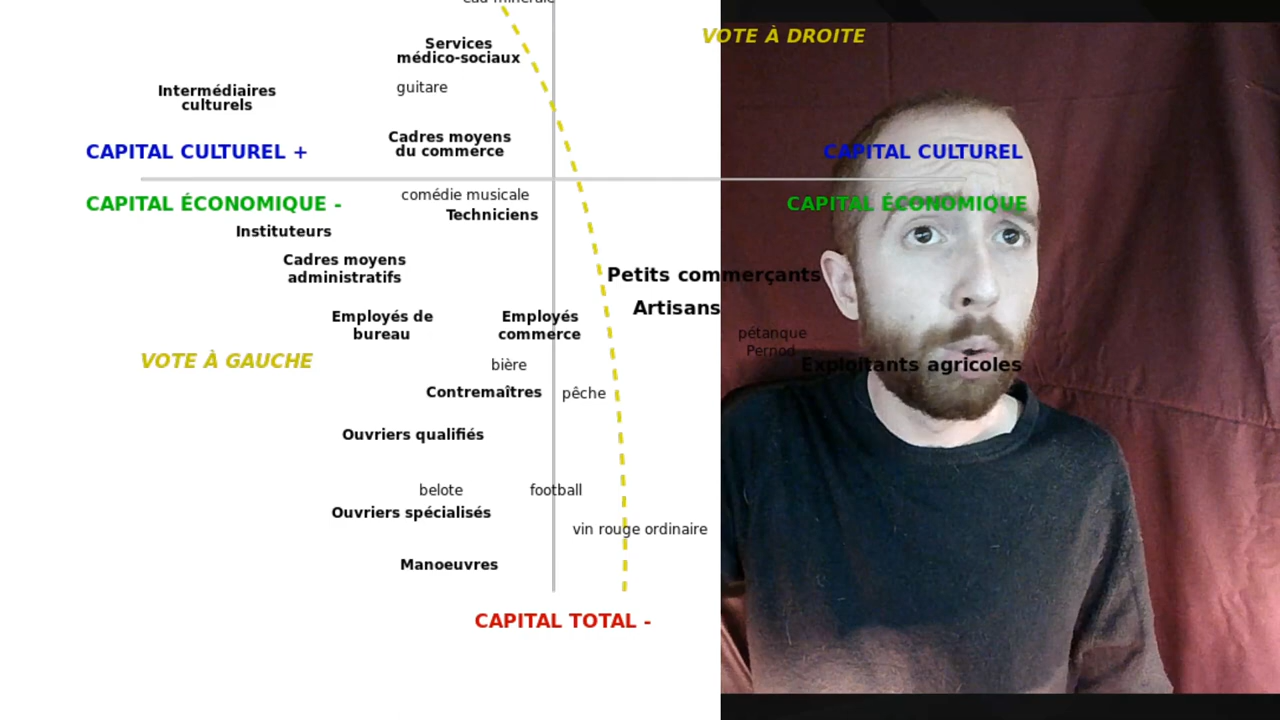 eau minérale
VOTE À DROITE
Services
médico-sociaux
guitare
Intermédiaires
culturels
Cadres moyens
du commerce
CAPITAL CULTUREL +
CAPITAL CULTUREL
CAPITAL ÉCONOMIQUE -
CAPITAL ÉCONOMIQUE
comédie musicale
Techniciens
Instituteurs
Cadres moyens
administratifs
Petits commerçants
Artisans
Employés de
bureau
Employés
commerce
pétanque
Pernod
VOTE À GAUCHE
bière
Exploitants agricoles
Contremaîtres
pêche
Ouvriers qualifiés
belote
football
Ouvriers spécialisés
vin rouge ordinaire
Manoeuvres
CAPITAL TOTAL -